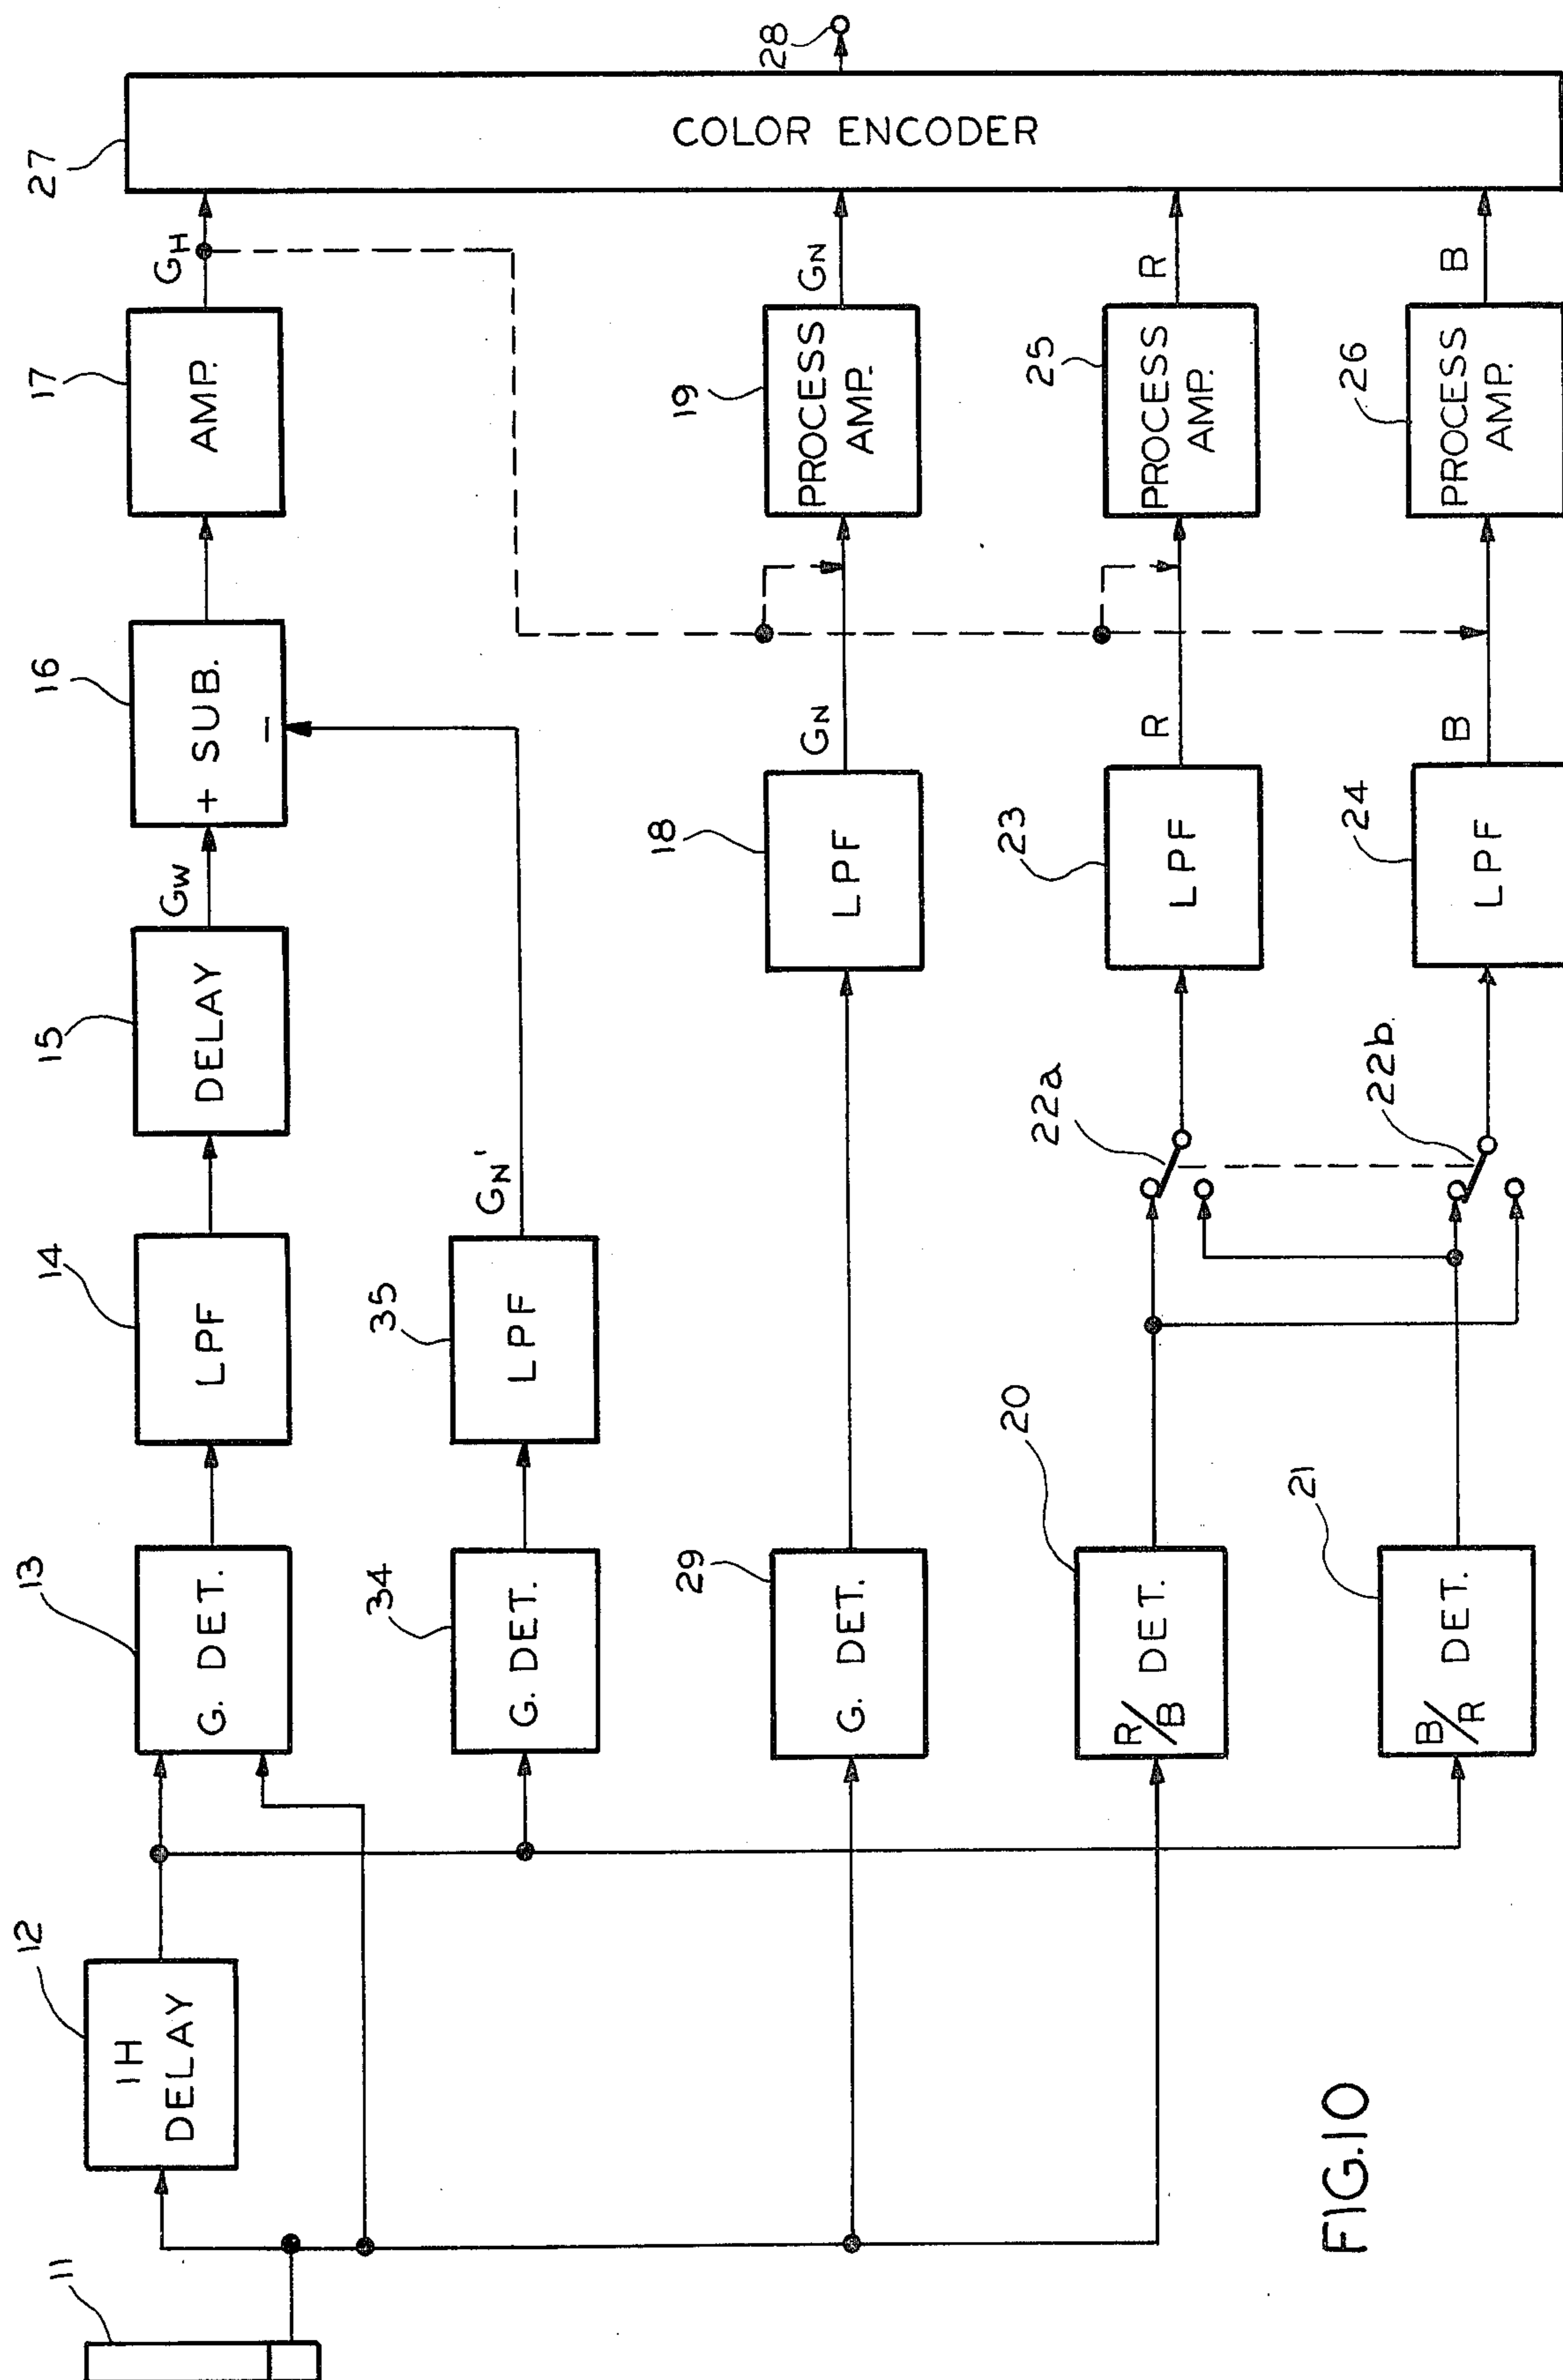 11
12
1H
DELAY
13
G. DET.
14
LPF
15
DELAY
GW
16
+ SUB.
−
17
AMP.
GH
27
COLOR ENCODER
28
34
G. DET.
35
LPF
GN'
29
G. DET.
18
LPF
GN
19
PROCESS
AMP.
GN
20
R/B DET.
22a
23
LPF
R
25
PROCESS
AMP.
R
21
B/R DET.
22b
24
LPF
B
26
PROCESS
AMP.
B
FIG.10